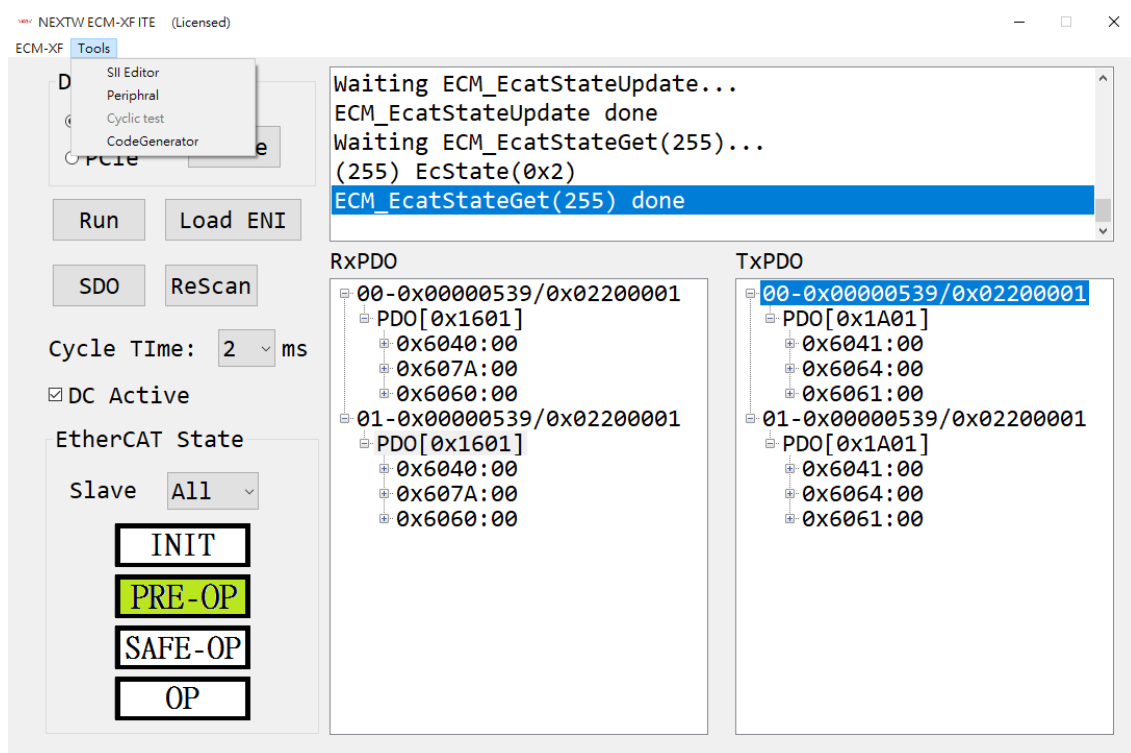 NEXTW ECM-XF ITE (Licensed)
ECM-XF Tools
SII Editor
Periphral
Cyclic test
CodeGenerator
D
PCIe
e
Run Load ENI
SDO ReScan
Cycle TIme: 2 ms
DC Active
EtherCAT State
Slave All
INIT
PRE-OP
SAFE-OP
OP
Waiting ECM_EcatStateUpdate...
ECM_EcatStateUpdate done
Waiting ECM_EcatStateGet(255)...
(255) EcState(0x2)
ECM_EcatStateGet(255) done
RxPDO
00-0x00000539/0x02200001
PDO[0x1601]
0x6040:00
0x607A:00
0x6060:00
01-0x00000539/0x02200001
PDO[0x1601]
0x6040:00
0x607A:00
0x6060:00
TxPDO
00-0x00000539/0x02200001
PDO[0x1A01]
0x6041:00
0x6064:00
0x6061:00
01-0x00000539/0x02200001
PDO[0x1A01]
0x6041:00
0x6064:00
0x6061:00